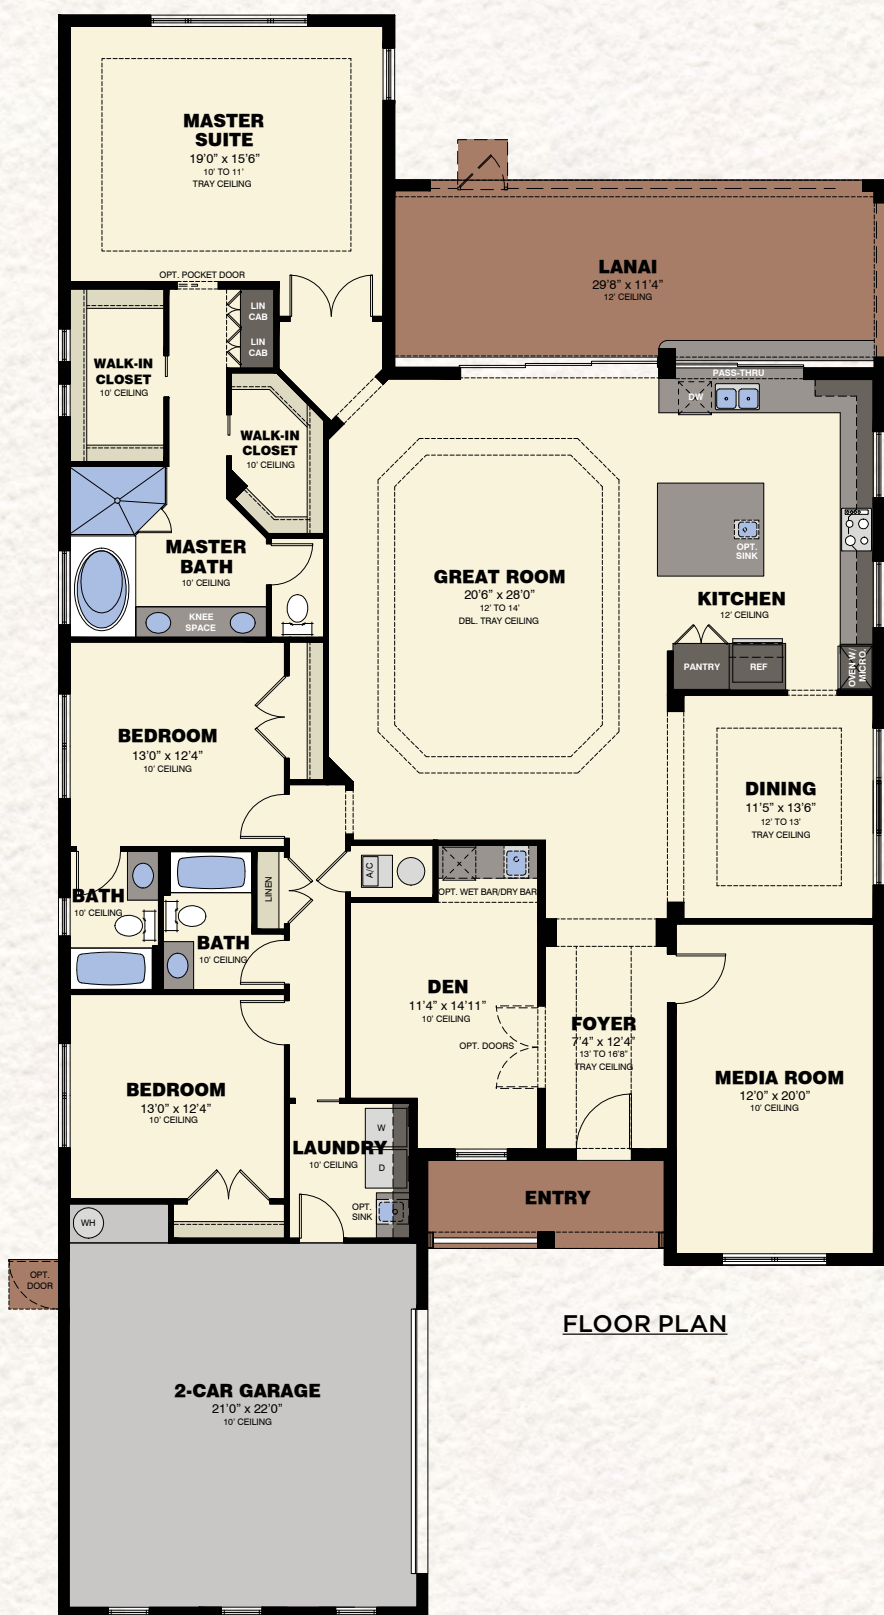 MASTER
SUITE
19'0" x 15'6"
10' TO 11'
TRAY CEILING
LANAI
29'8" x 11'4"
12' CEILING
OPT. POCKET DOOR
LIN
CAB
LIN
CAB
WALK-IN
CLOSET
10' CEILING
PASS-THRU
DW
WALK-IN
CLOSET
10' CEILING
MASTER
BATH
10' CEILING
KNEE
SPACE
GREAT ROOM
20'6" x 28'0"
12' TO 14'
DBL. TRAY CEILING
OPT.
SINK
KITCHEN
12' CEILING
PANTRY
REF
OVEN W/
MICRO.
BEDROOM
13'0" x 12'4"
10' CEILING
DINING
11'5" x 13'6"
12' TO 13'
TRAY CEILING
BATH
10' CEILING
LINEN
A/C
OPT. WET BAR/DRY BAR
BATH
10' CEILING
DEN
11'4" x 14'11"
10' CEILING
OPT. DOORS
FOYER
7'4" x 12'4"
13' TO 16'8"
TRAY CEILING
MEDIA ROOM
12'0" x 20'0"
10' CEILING
BEDROOM
13'0" x 12'4"
10' CEILING
W
LAUNDRY
10' CEILING
D
OPT.
SINK
ENTRY
WH
OPT.
DOOR
FLOOR PLAN
2-CAR GARAGE
21'0" x 22'0"
10' CEILING